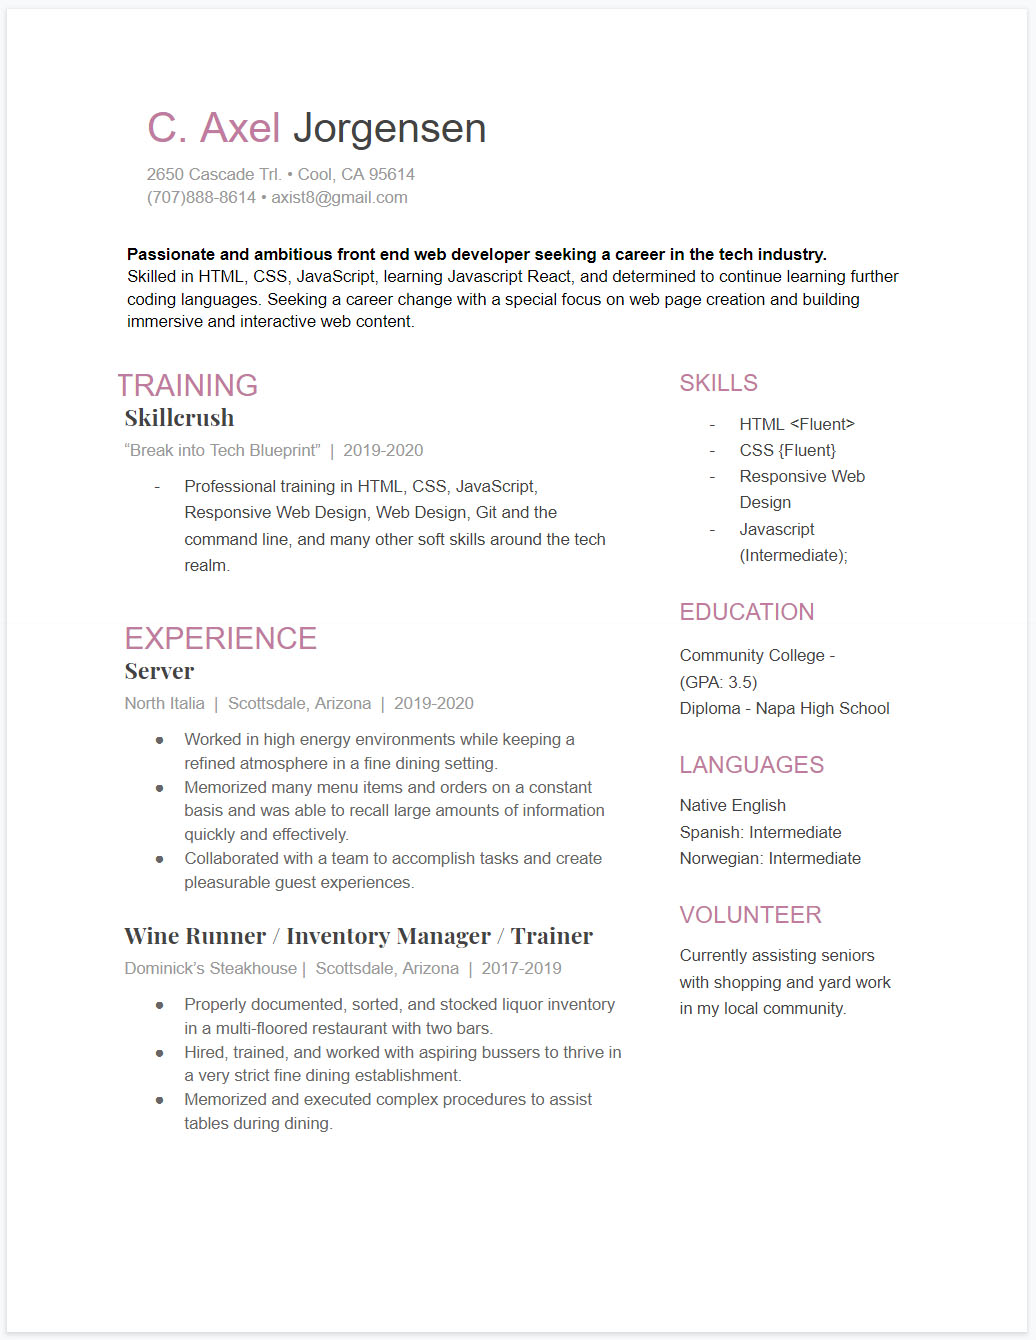 C. Axel Jorgensen
2650 Cascade Trl. • Cool, CA 95614
(707)888-8614 • axist8@gmail.com
Passionate and ambitious front end web developer seeking a career in the tech industry.
Skilled in HTML, CSS, JavaScript, learning Javascript React, and determined to continue learning further
coding languages. Seeking a career change with a special focus on web page creation and building
immersive and interactive web content.
TRAINING
Skillcrush
“Break into Tech Blueprint” | 2019-2020
- Professional training in HTML, CSS, JavaScript,
Responsive Web Design, Web Design, Git and the
command line, and many other soft skills around the tech
realm.
EXPERIENCE
Server
North Italia | Scottsdale, Arizona | 2019-2020
● Worked in high energy environments while keeping a
refined atmosphere in a fine dining setting.
● Memorized many menu items and orders on a constant
basis and was able to recall large amounts of information
quickly and effectively.
● Collaborated with a team to accomplish tasks and create
pleasurable guest experiences.
Wine Runner / Inventory Manager / Trainer
Dominick’s Steakhouse | Scottsdale, Arizona | 2017-2019
● Properly documented, sorted, and stocked liquor inventory
in a multi-floored restaurant with two bars.
● Hired, trained, and worked with aspiring bussers to thrive in
a very strict fine dining establishment.
● Memorized and executed complex procedures to assist
tables during dining.
SKILLS
- HTML <Fluent>
- CSS {Fluent}
- Responsive Web
Design
- Javascript
(Intermediate);
EDUCATION
Community College -
(GPA: 3.5)
Diploma - Napa High School
LANGUAGES
Native English
Spanish: Intermediate
Norwegian: Intermediate
VOLUNTEER
Currently assisting seniors
with shopping and yard work
in my local community.